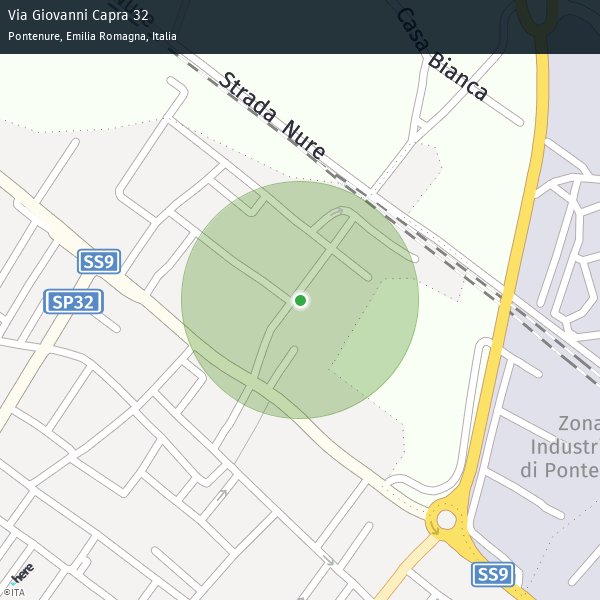 Via Giovanni Capra 32
Pontenure, Emilia Romagna, Italia
Casa Bianca
Strada Nure
SS9
SP32
Zona
Industri
di Ponte
SS9
here
©ITA